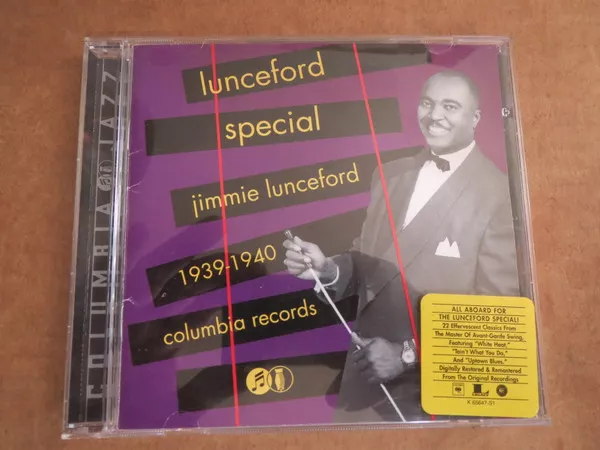 lunceford
special
jimmie lunceford
1939-1940
columbia records
COLUMBIA JAZZ
ALL ABOARD FOR
THE LUNCEFORD SPECIAL!
22 Effervescent Classics From
The Master Of Avant-Garde Swing,
Featuring "White Heat,"
"Tain't What You Do,"
And "Uptown Blues."
Digitally Restored & Remastered
From The Original Recordings